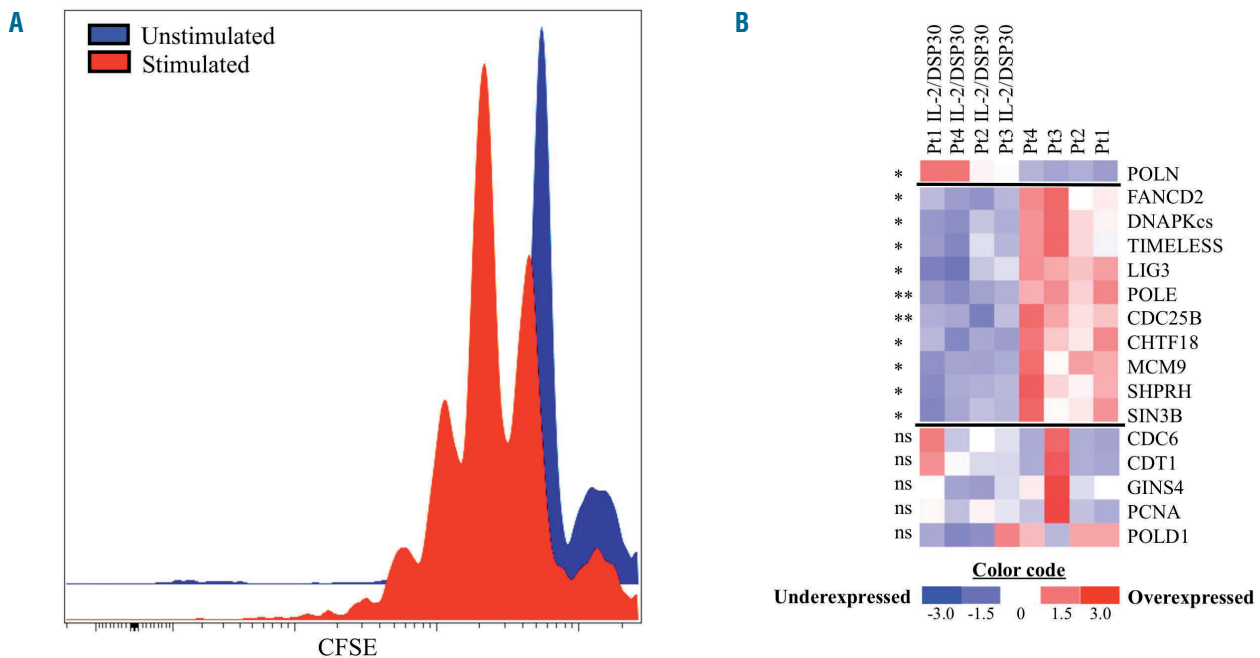 A
Unstimulated
Stimulated
CFSE
B
Pt1 IL-2/DSP30
Pt4 IL-2/DSP30
Pt2 IL-2/DSP30
Pt3 IL-2/DSP30
Pt4
Pt3
Pt2
Pt1
* POLN
* FANCD2
* DNAPKcs
* TIMELESS
* LIG3
** POLE
** CDC25B
* CHTF18
* MCM9
* SHPRH
* SIN3B
ns CDC6
ns CDT1
ns GINS4
ns PCNA
ns POLD1
Color code
Underexpressed Overexpressed
-3.0 -1.5 0 1.5 3.0